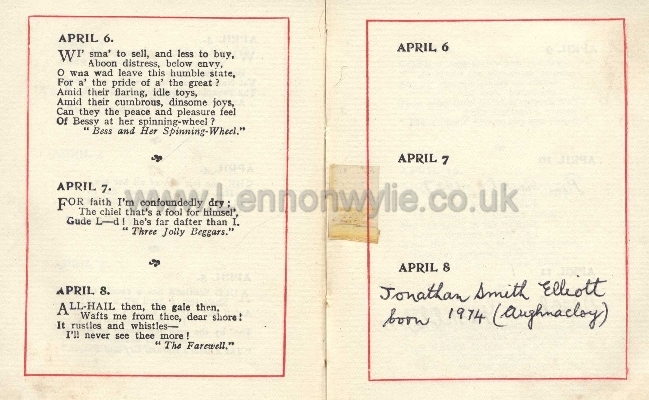 APRIL 6.
WI' sma' to sell, and less to buy,
Aboon distress, below envy,
O wna wad leave this humble state,
For a' the pride of a' the great?
Amid their flaring, idle toys,
Amid their cumbrous, dinsome joys,
Can they the peace and pleasure feel
Of Bessy at her spinning-wheel?
"Bess and Her Spinning-Wheel."
APRIL 7.
FOR faith I'm confoundedly dry;
The chiel that's a fool for himsel',
Gude L—d! he's far dafter than I.
"Three Jolly Beggars."
APRIL 8.
ALL-HAIL then, the gale then,
Wafts me from thee, dear shore!
It rustles and whistles—
I'll never see thee more!
"The Farewell."
APRIL 6
APRIL 7
APRIL 8
Jonathan Smith Elliott
born 1974 (Aughnacloy)
www.Lennonwylie.co.uk